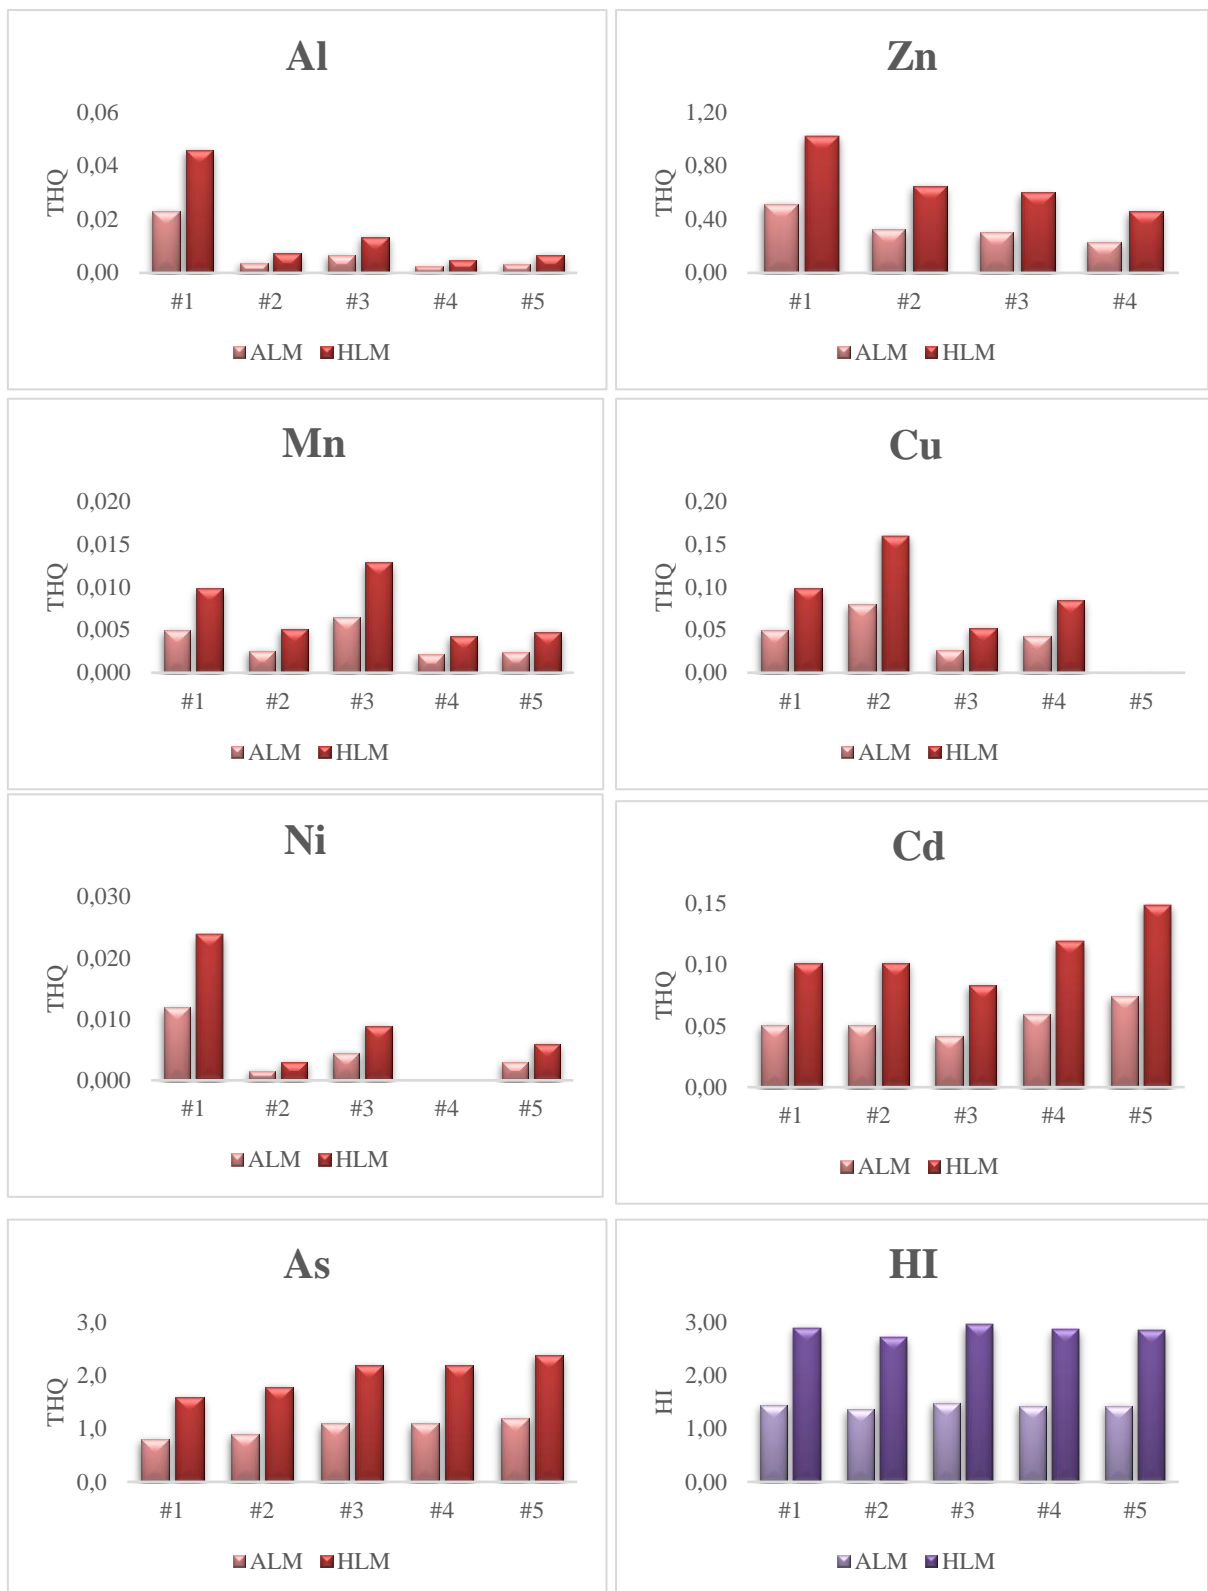 Al
0,06
0,04
0,02
0,00
THQ
#1 #2 #3 #4 #5
ALM HLM
Zn
1,20
0,80
0,40
0,00
THQ
#1 #2 #3 #4
ALM HLM
Mn
0,020
0,015
0,010
0,005
0,000
THQ
#1 #2 #3 #4 #5
ALM HLM
Cu
0,20
0,15
0,10
0,05
0,00
THQ
#1 #2 #3 #4 #5
ALM HLM
Ni
0,030
0,020
0,010
0,000
THQ
#1 #2 #3 #4 #5
ALM HLM
Cd
0,15
0,10
0,05
0,00
THQ
#1 #2 #3 #4 #5
ALM HLM
As
3,0
2,0
1,0
0,0
THQ
#1 #2 #3 #4 #5
ALM HLM
HI
3,00
2,00
1,00
0,00
HI
#1 #2 #3 #4 #5
ALM HLM